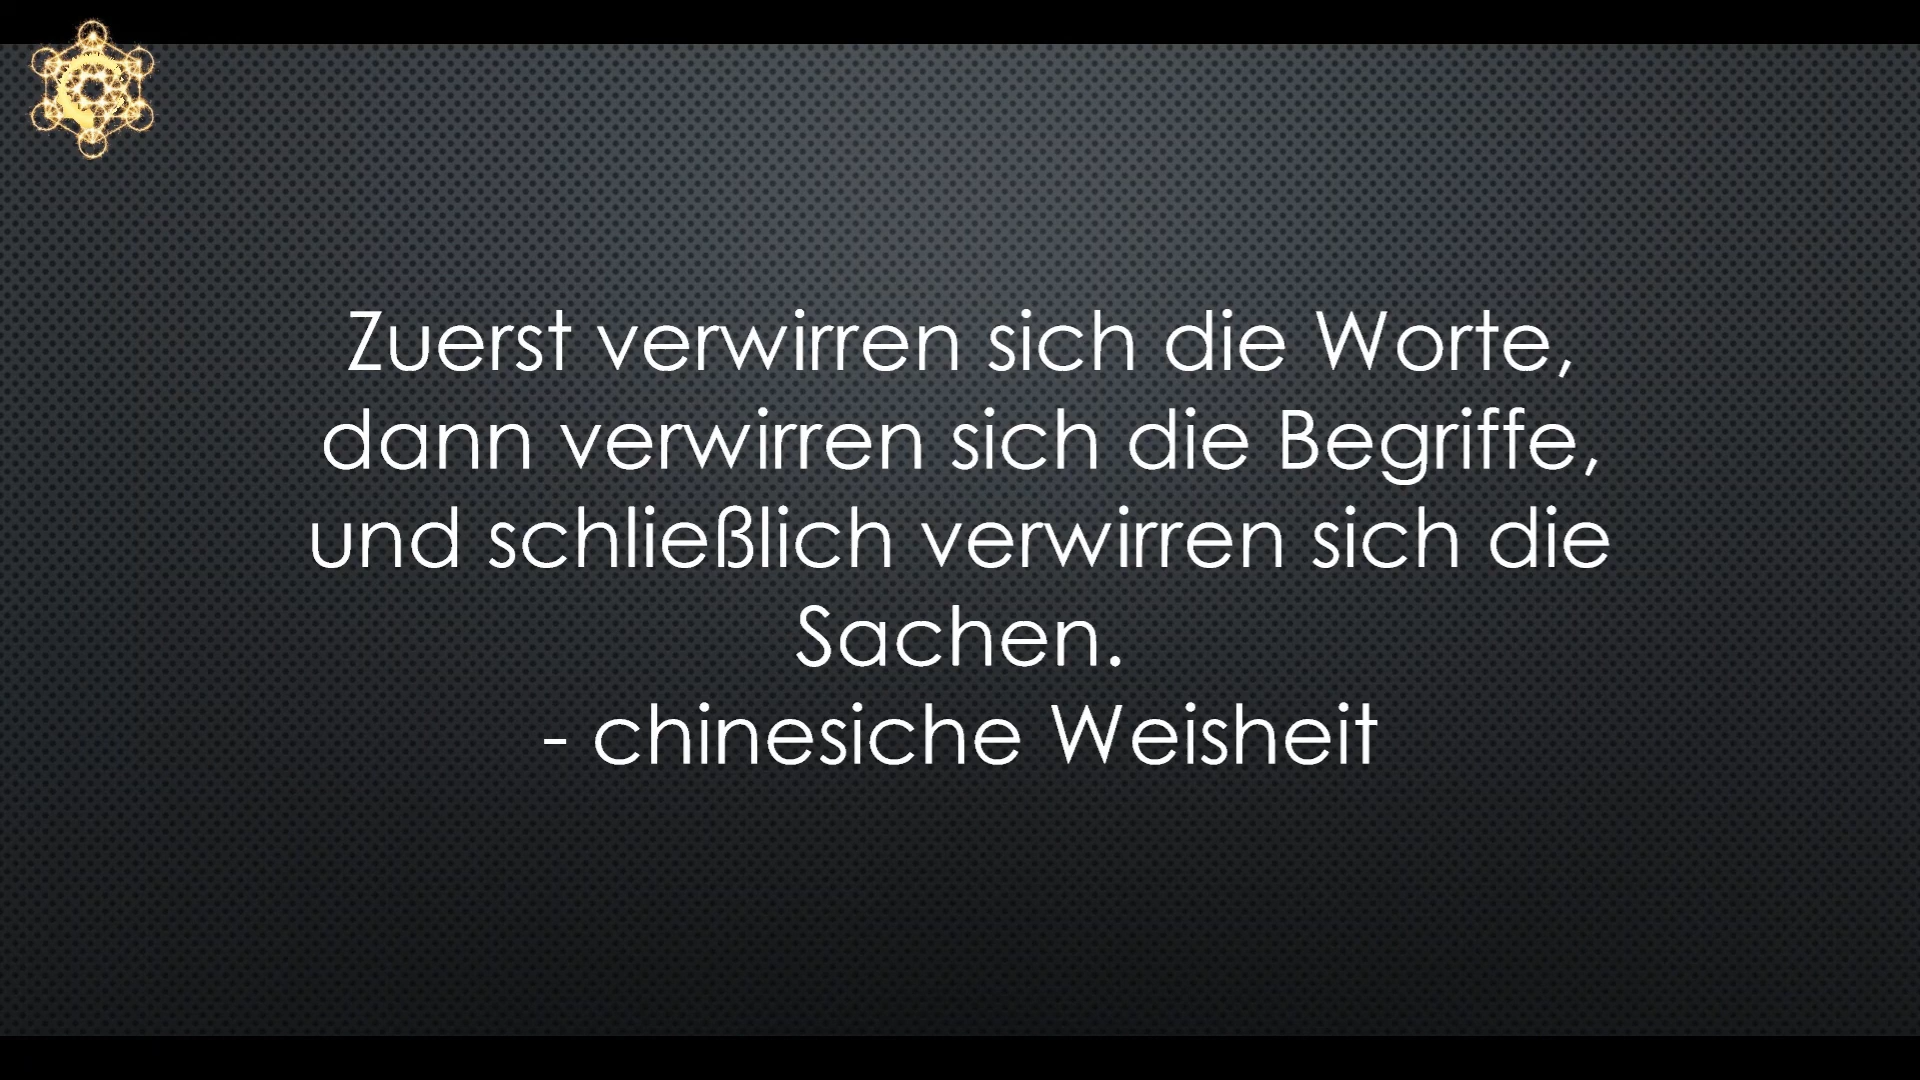 Zuerst verwirren sich die Worte,
dann verwirren sich die Begriffe,
und schließlich verwirren sich die
Sachen.
- chinesiche Weisheit